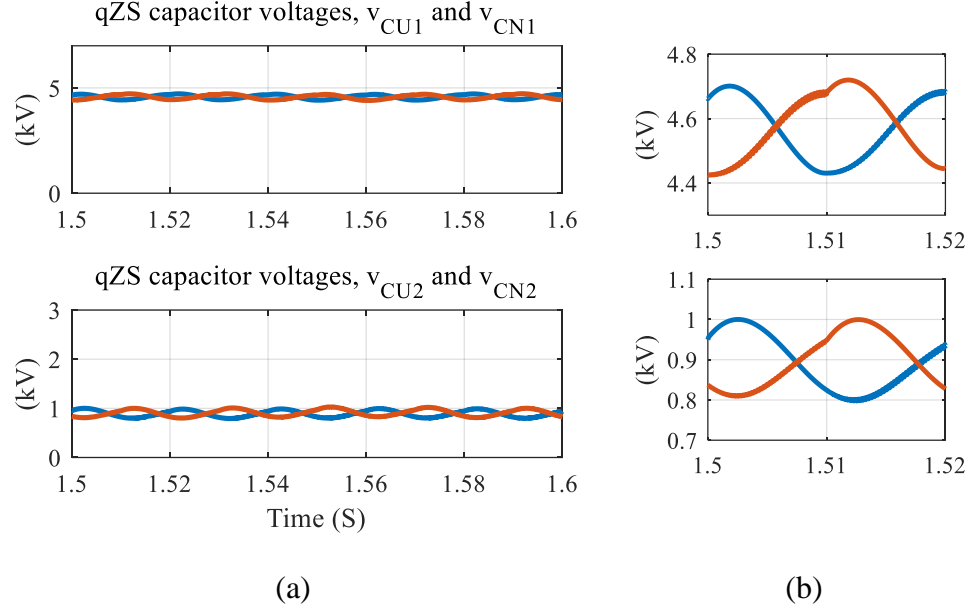 qZS capacitor voltages, vCU1 and vCN1
(kV)
5
0
1.5 1.52 1.54 1.56 1.58 1.6
qZS capacitor voltages, vCU2 and vCN2
(kV)
3
2
1
0
1.5 1.52 1.54 1.56 1.58 1.6
Time (S)
(a)
(kV)
4.8
4.6
4.4
1.5 1.51 1.52
(kV)
1.1
1
0.9
0.8
0.7
1.5 1.51 1.52
(b)